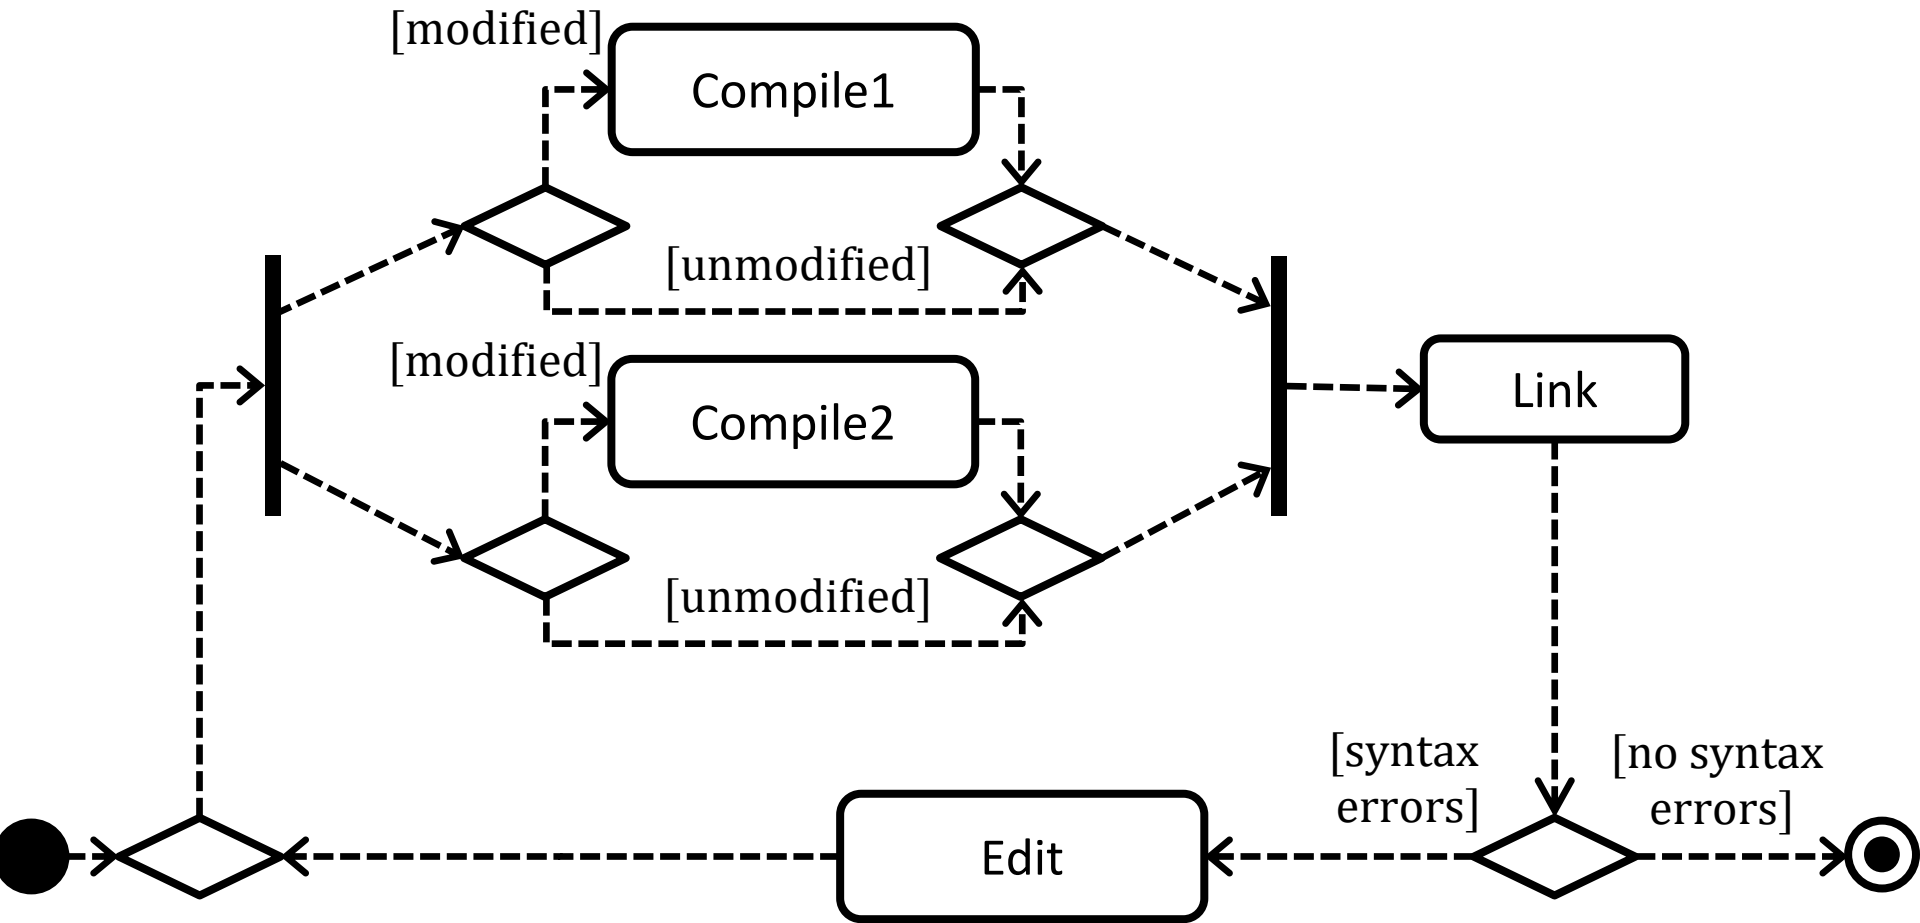 [modified]
Compile1
[unmodified]
[modified]
Compile2
[unmodified]
Link
[syntax
errors]
[no syntax
errors]
Edit